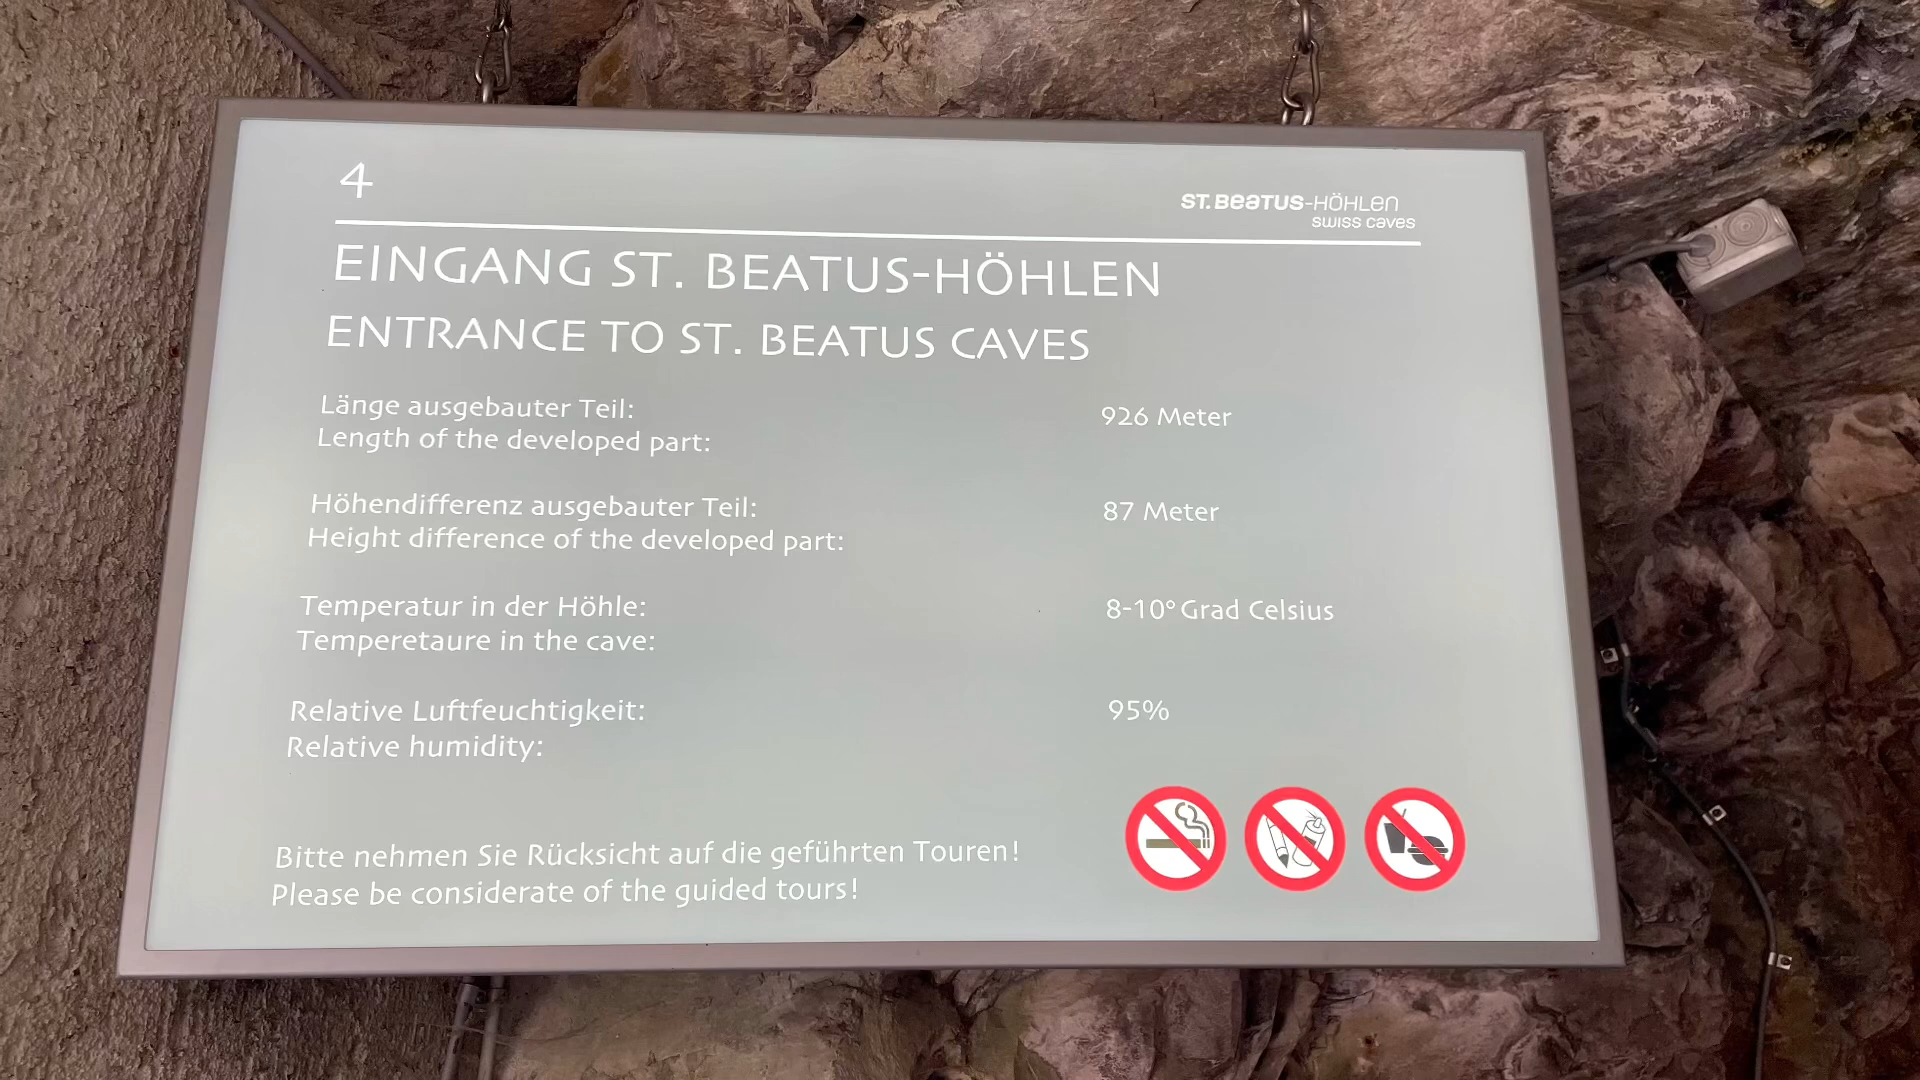 4
ST.BEATUS-HÖHLEN
SWISS CAVES
EINGANG ST. BEATUS-HÖHLEN
ENTRANCE TO ST. BEATUS CAVES
Länge ausgebauter Teil: 926 Meter
Length of the developed part:
Höhendifferenz ausgebauter Teil: 87 Meter
Height difference of the developed part:
Temperatur in der Höhle: 8-10° Grad Celsius
Temperetaure in the cave:
Relative Luftfeuchtigkeit: 95%
Relative humidity:
Bitte nehmen Sie Rücksicht auf die geführten Touren!
Please be considerate of the guided tours!